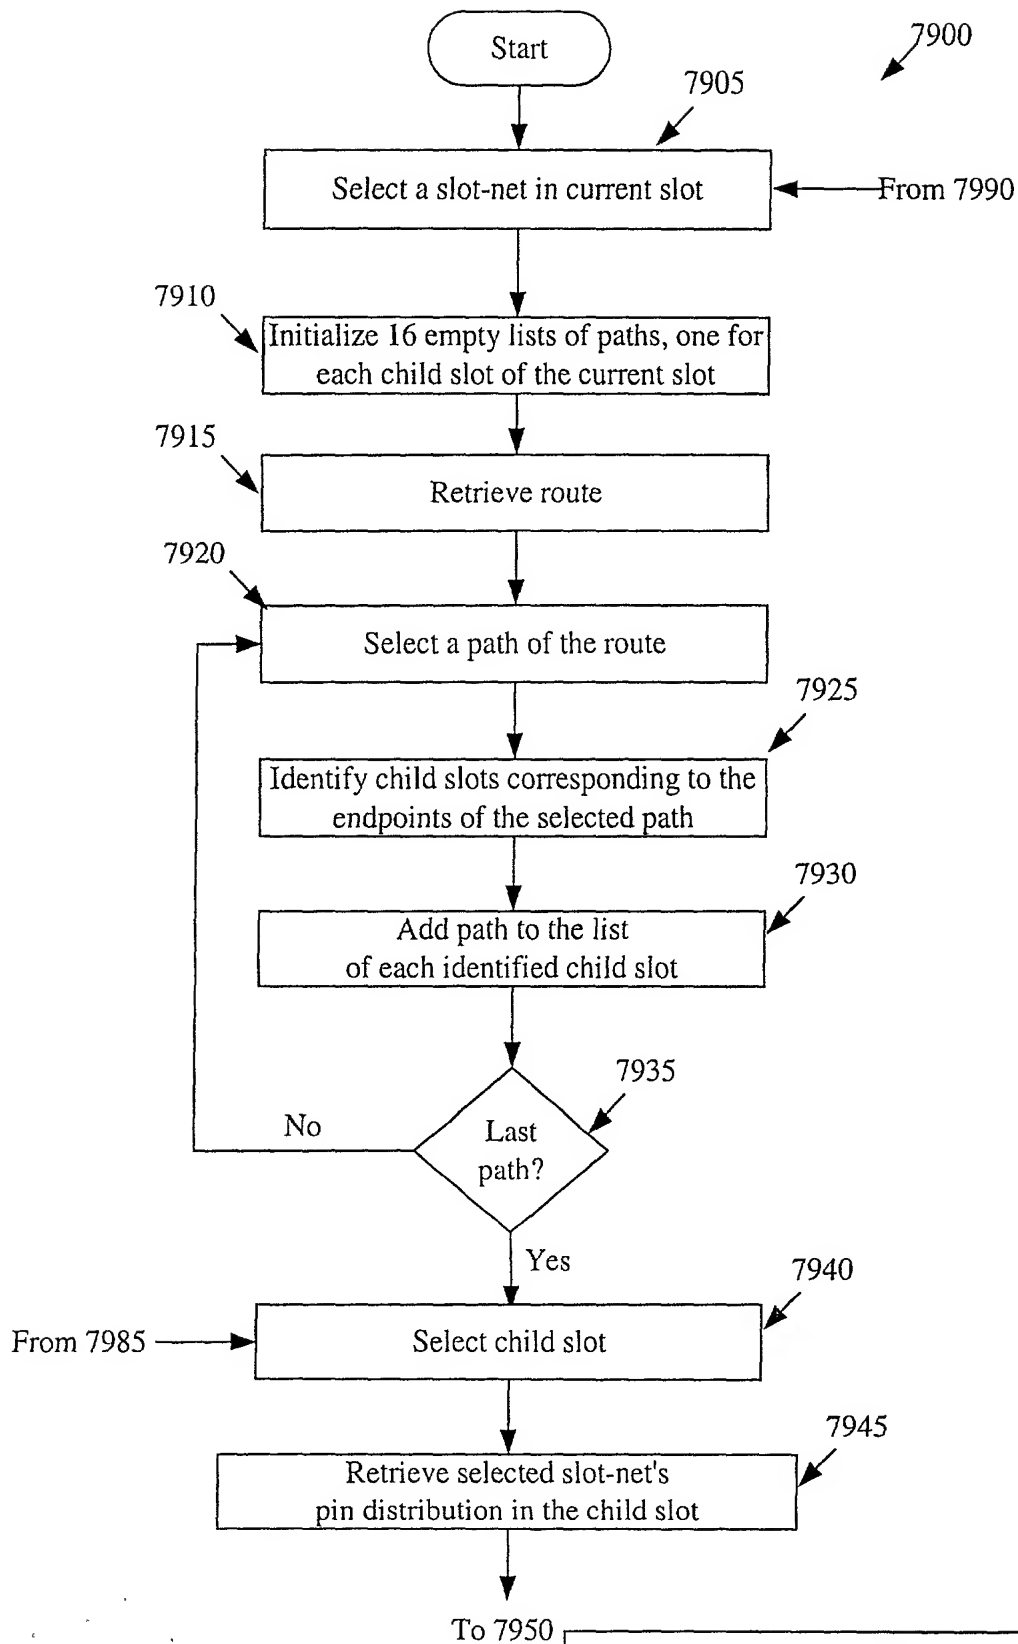 Start
7900
7905
Select a slot-net in current slot
From 7990
7910
Initialize 16 empty lists of paths, one for
each child slot of the current slot
7915
Retrieve route
7920
Select a path of the route
7925
Identify child slots corresponding to the
endpoints of the selected path
7930
Add path to the list
of each identified child slot
7935
Last
path?
No
Yes
7940
From 7985
Select child slot
7945
Retrieve selected slot-net's
pin distribution in the child slot
To 7950